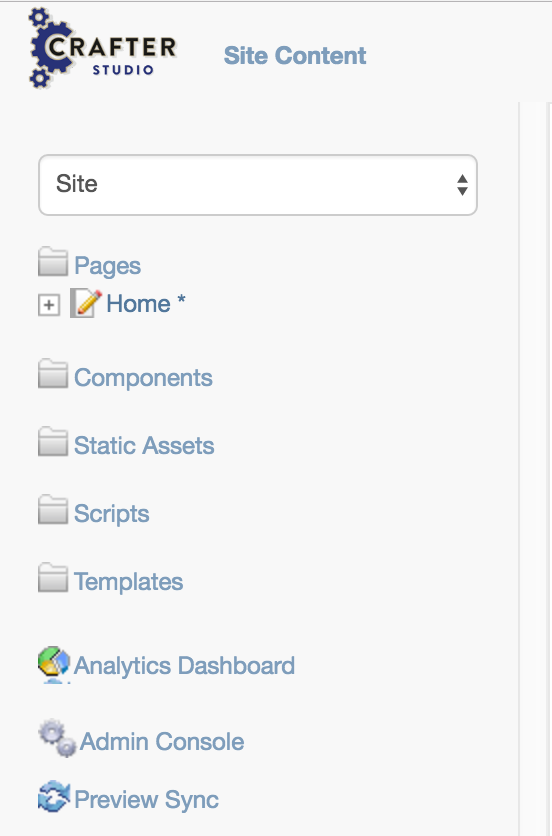 CRAFTER
STUDIO
Site Content
Site
Pages
Home *
Components
Static Assets
Scripts
Templates
Analytics Dashboard
Admin Console
Preview Sync